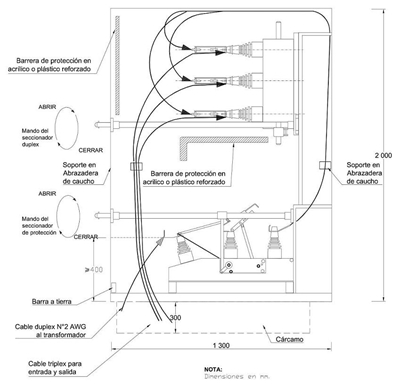 Barrera de protección en
acrilico o plástico reforzado
ABRIR
Mando del
seccionador
duplex
CERRAR
Soporte en
Abrazadera
de caucho
Barrera de protección en
acrilico o plástico reforzado
Soporte en
Abrazadera
de caucho
2 000
ABRIR
Mando del
seccionador
de protección
CERRAR
≥400
Barra a tierra
Cable duplex N°2 AWG
al transformador
300
Cárcamo
1 300
Cable triplex para
entrada y salida
NOTA:
Dimensiones en mm.